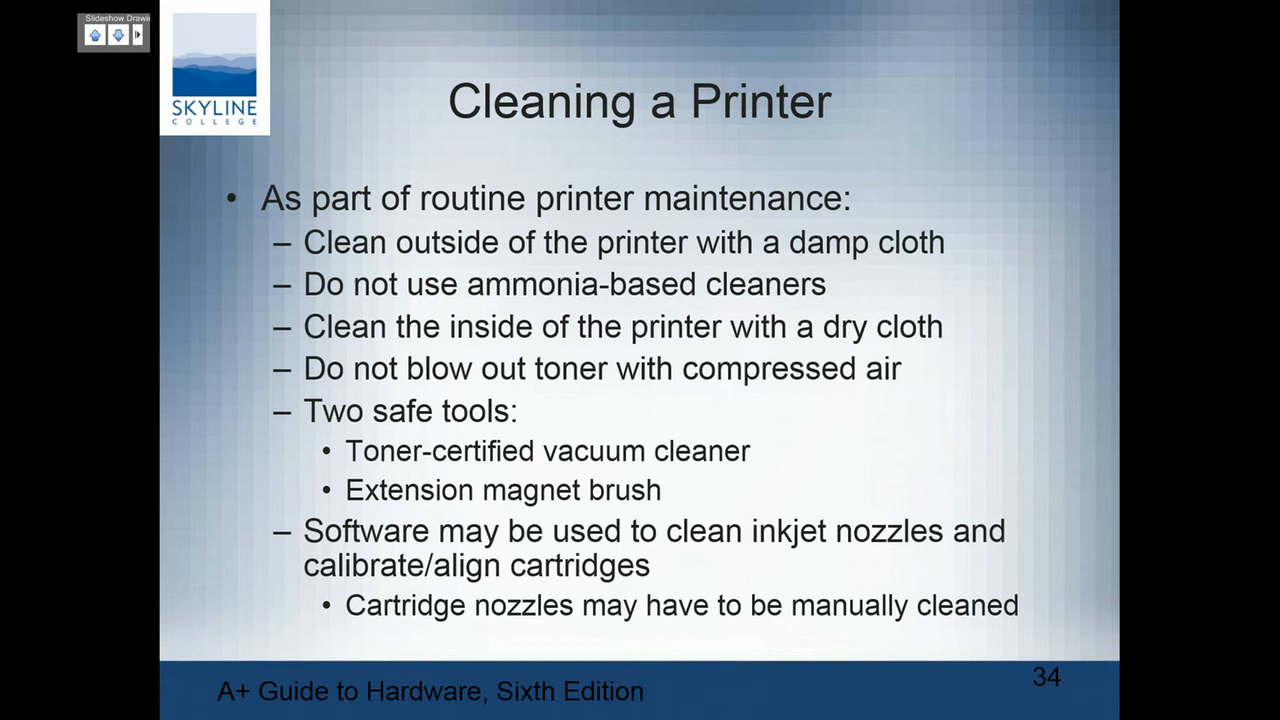 Slideshow Drawi
SKYLINE
COLLEGE
Cleaning a Printer
• As part of routine printer maintenance:
– Clean outside of the printer with a damp cloth
– Do not use ammonia-based cleaners
– Clean the inside of the printer with a dry cloth
– Do not blow out toner with compressed air
– Two safe tools:
• Toner-certified vacuum cleaner
• Extension magnet brush
– Software may be used to clean inkjet nozzles and
calibrate/align cartridges
• Cartridge nozzles may have to be manually cleaned
A+ Guide to Hardware, Sixth Edition
34